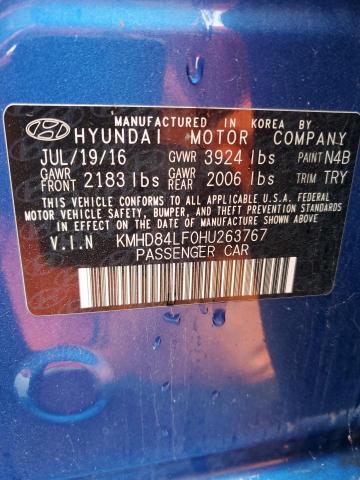 MANUFACTURED IN KOREA BY
HYUNDAI MOTOR COMPANY
JUL/19/16 GVWR 3924 lbs PAINT N4B
GAWR FRONT 2183 lbs GAWR REAR 2006 lbs TRIM TRY
THIS VEHICLE CONFORMS TO ALL APPLICABLE U.S.A. FEDERAL
MOTOR VEHICLE SAFETY, BUMPER, AND THEFT PREVENTION STANDARDS
IN EFFECT ON THE DATE OF MANUFACTURE SHOWN ABOVE.
V.I.N KMHD84LF0HU263767
PASSENGER CAR